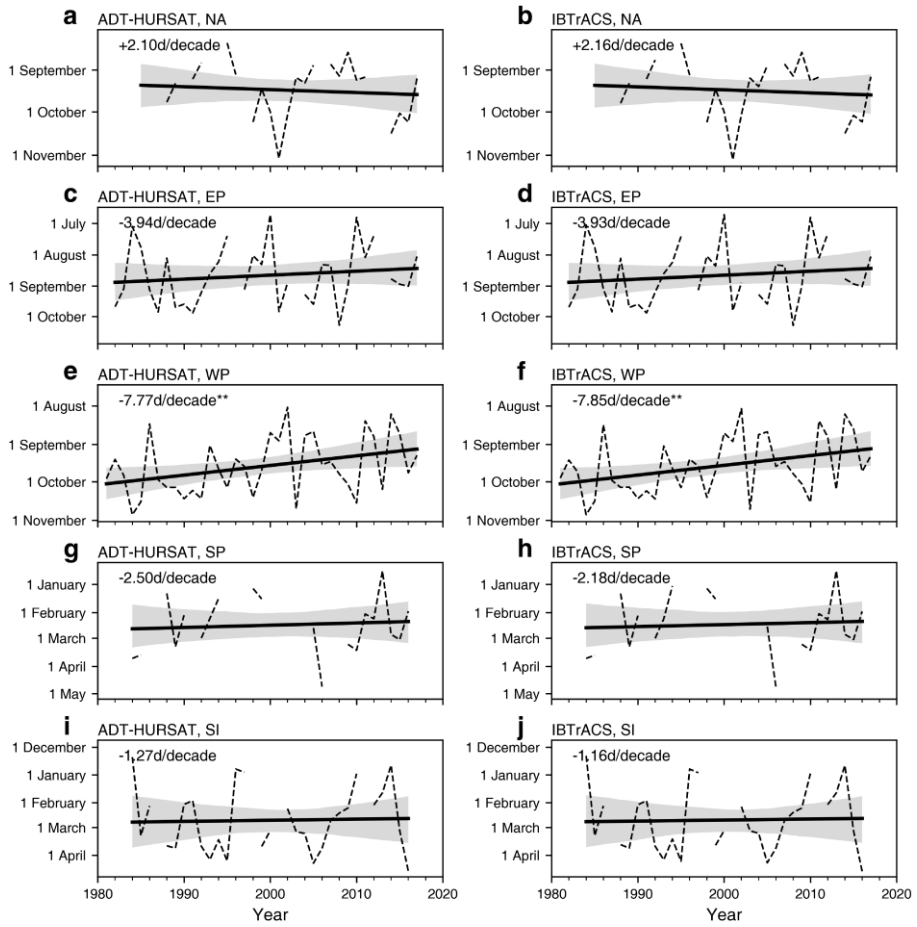 a ADT-HURSAT, NA
+2.10d/decade
1 September
1 October
1 November
b IBTrACS, NA
+2.16d/decade
1 September
1 October
1 November
c ADT-HURSAT, EP
-3.94d/decade
1 July
1 August
1 September
1 October
d IBTrACS, EP
-3.93d/decade
1 July
1 August
1 September
1 October
e ADT-HURSAT, WP
-7.77d/decade**
1 August
1 September
1 October
1 November
f IBTrACS, WP
-7.85d/decade**
1 August
1 September
1 October
1 November
g ADT-HURSAT, SP
-2.50d/decade
1 January
1 February
1 March
1 April
1 May
h IBTrACS, SP
-2.18d/decade
1 January
1 February
1 March
1 April
1 May
i ADT-HURSAT, SI
-1.27d/decade
1 December
1 January
1 February
1 March
1 April
1980 1990 2000 2010 2020
Year
j IBTrACS, SI
-1.16d/decade
1 December
1 January
1 February
1 March
1 April
1980 1990 2000 2010 2020
Year